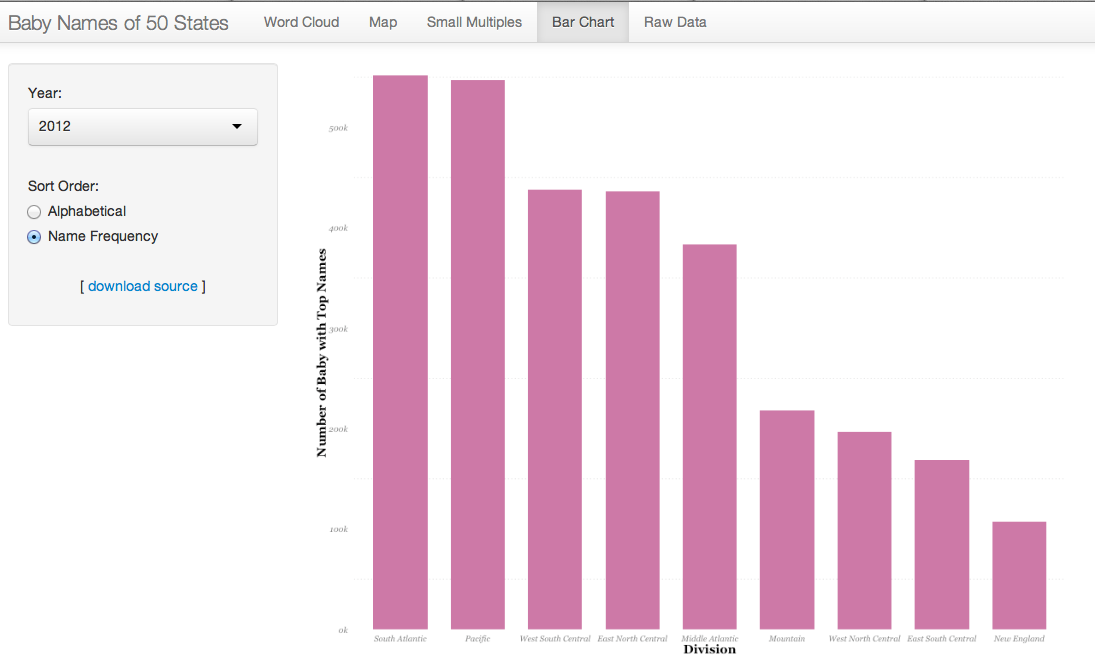 Baby Names of 50 States Word Cloud Map Small Multiples Bar Chart Raw Data
Year:
2012
Sort Order:
Alphabetical
Name Frequency
[ download source ]
Number of Baby with Top Names
500k
400k
300k
200k
100k
0k
South Atlantic Pacific West South Central East North Central Middle Atlantic Mountain West North Central East South Central New England
Division